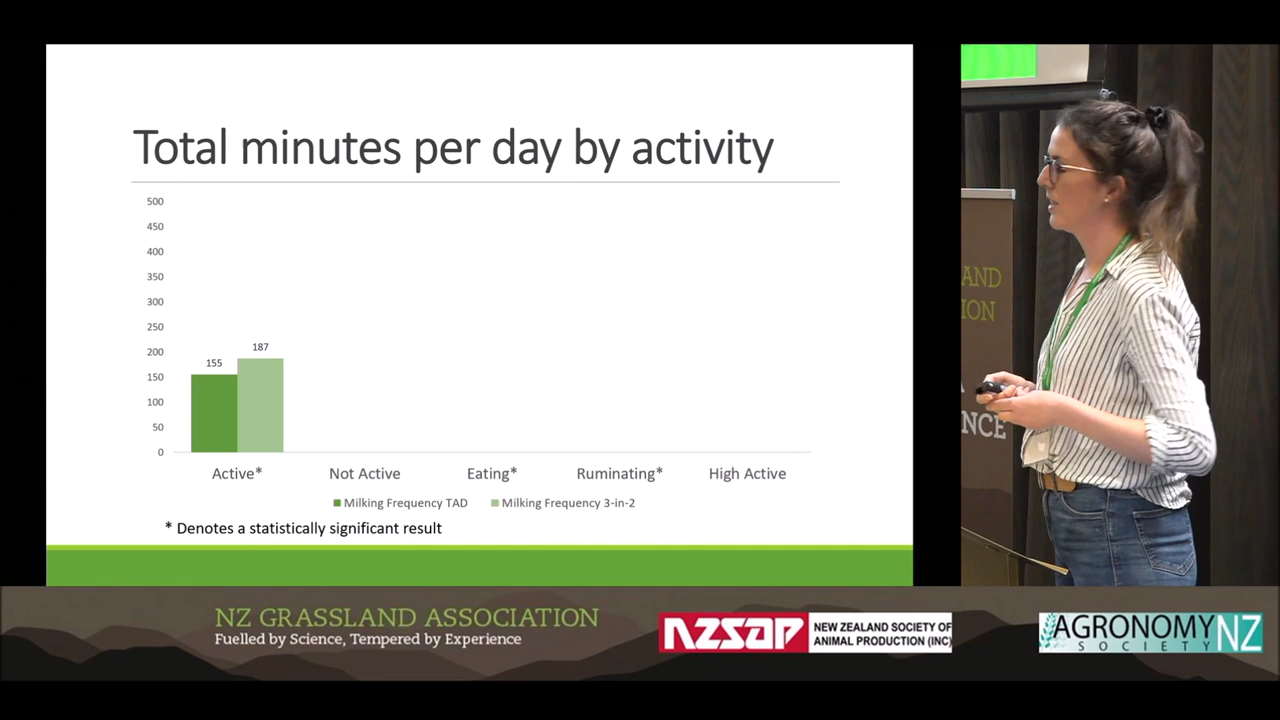 Total minutes per day by activity
500
450
400
350
300
250
200
150
100
50
0
155
187
Active*
Not Active
Eating*
Ruminating*
High Active
Milking Frequency TAD
Milking Frequency 3-in-2
* Denotes a statistically significant result
AND
ION
NCE
NZ GRASSLAND ASSOCIATION
Fuelled by Science, Tempered by Experience
NZSAP
NEW ZEALAND SOCIETY OF
ANIMAL PRODUCTION (INC)
AGRONOMY NZ
SOCIETY